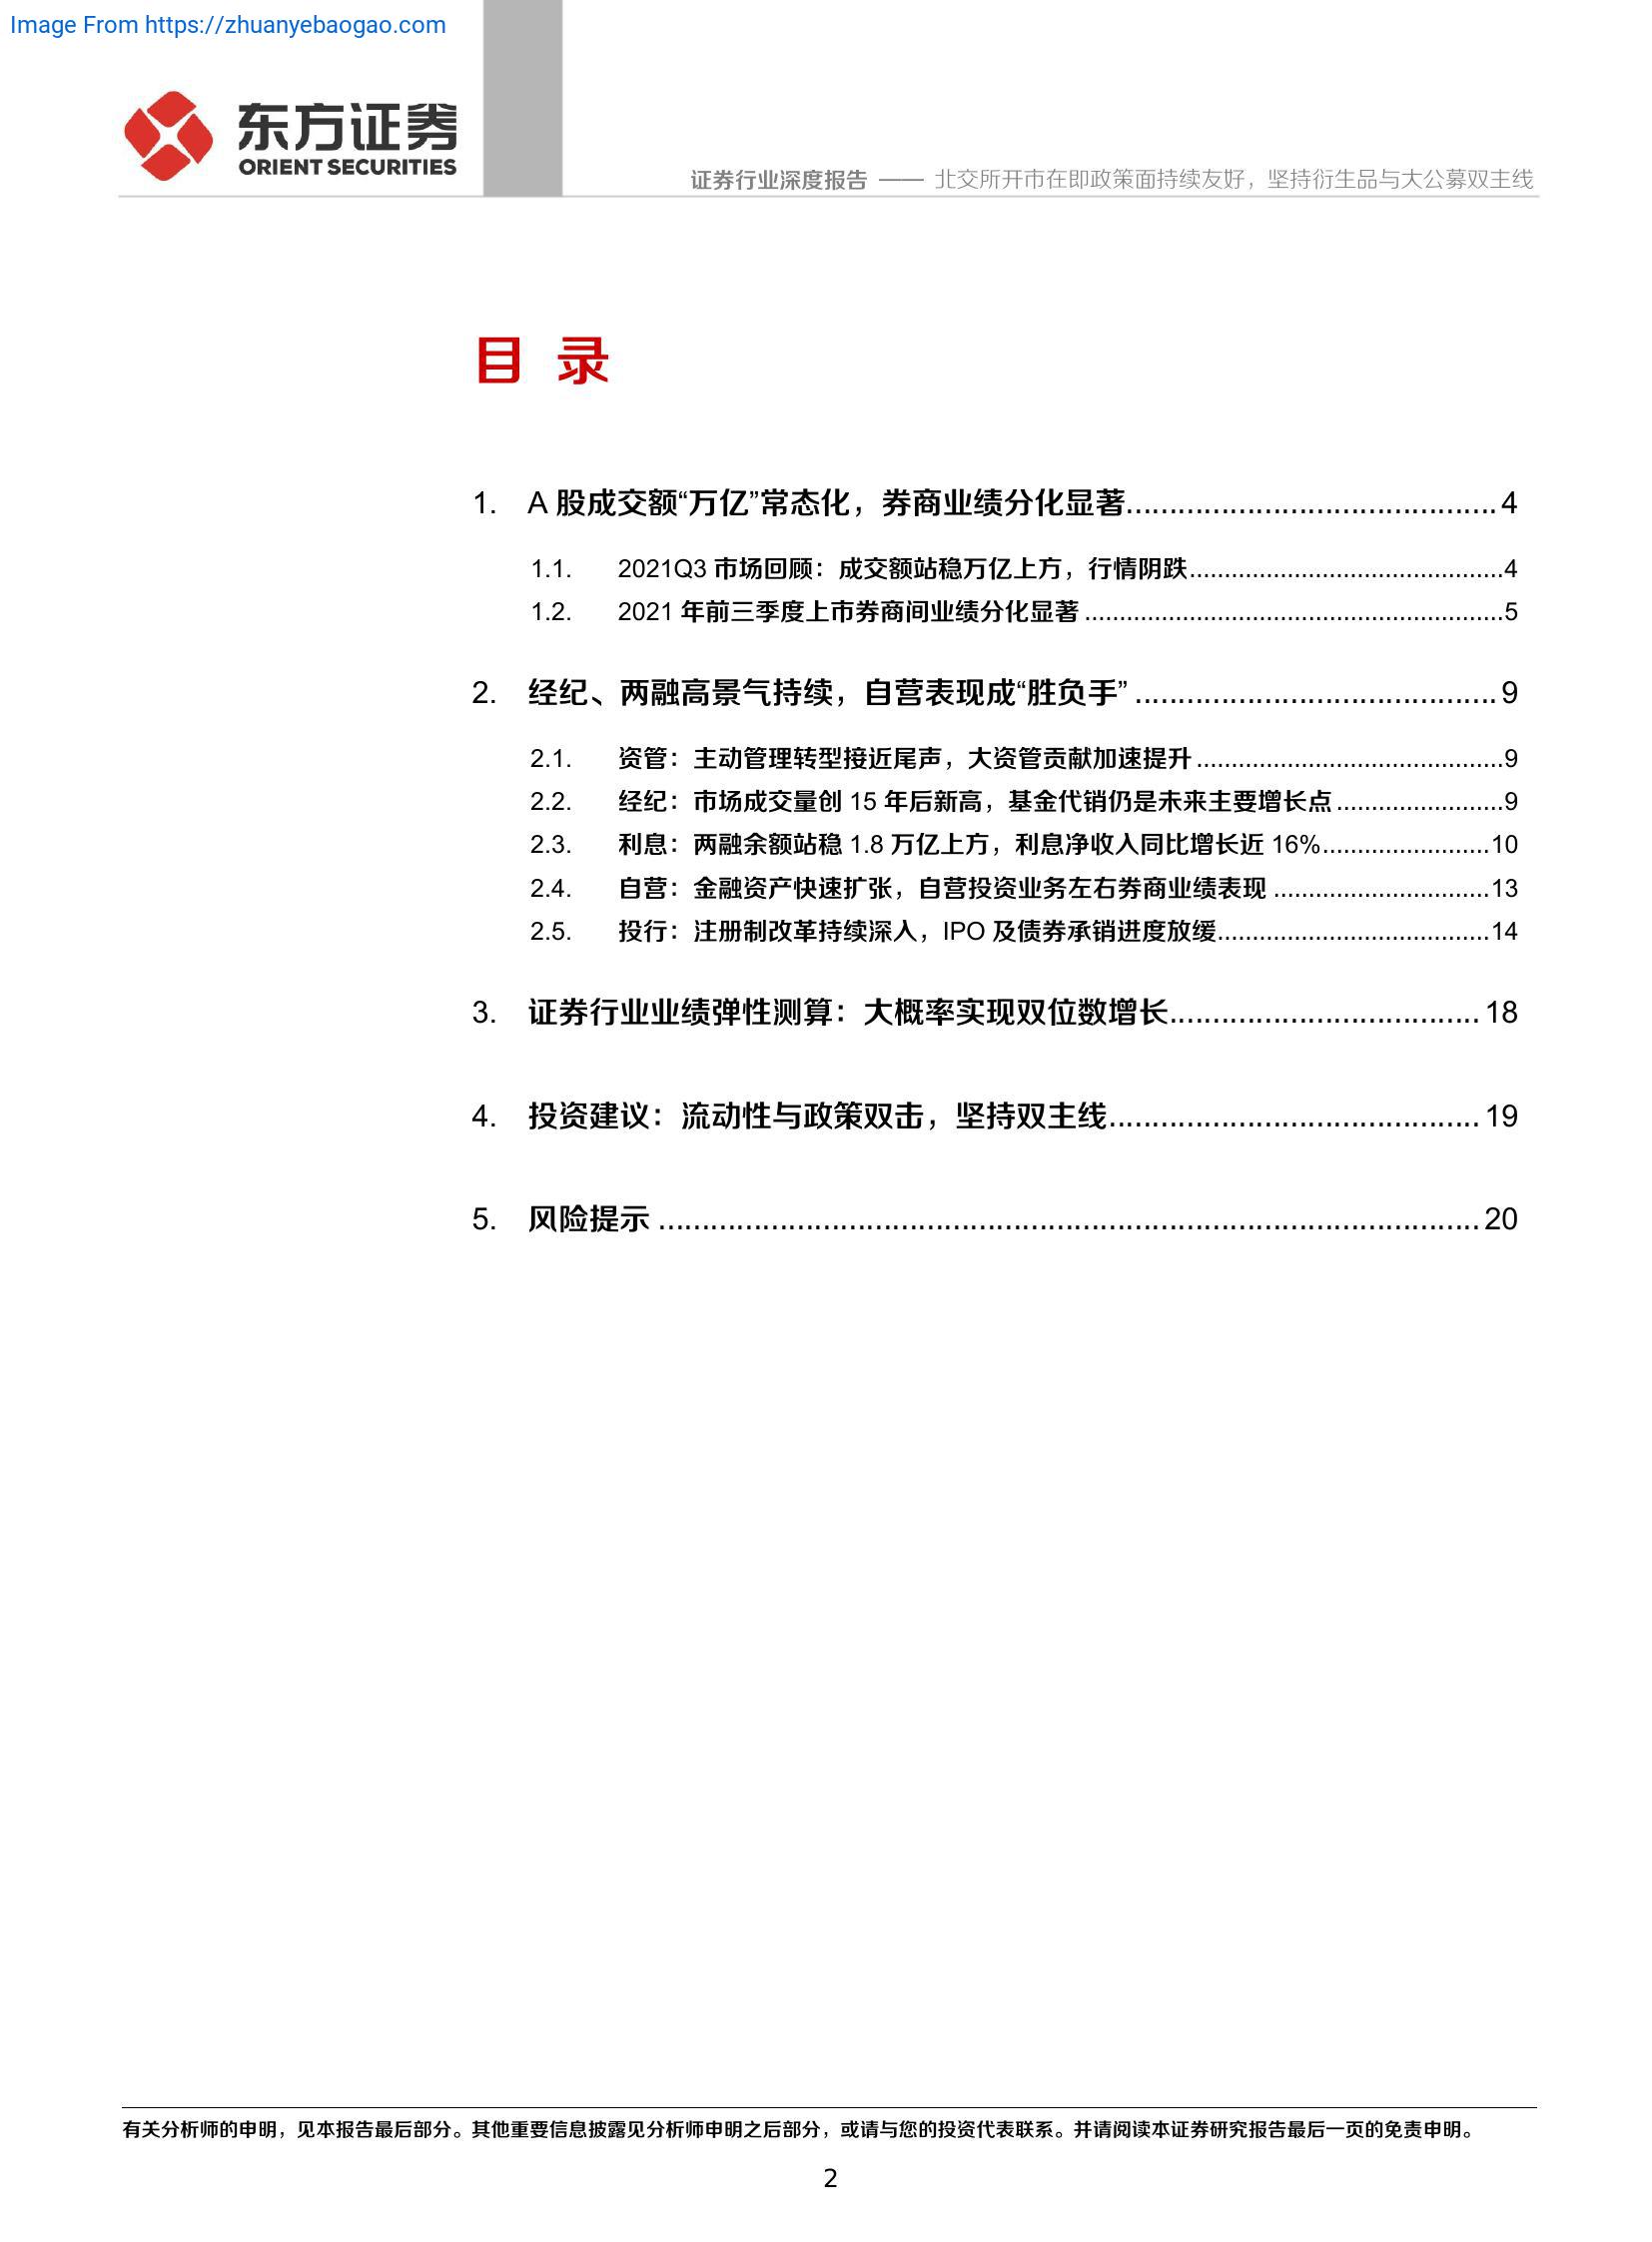 Image From https://zhuanyebaogao.com
东方证券
ORIENT SECURITIES
证券行业深度报告 —— 北交所开市在即政策面持续友好，坚持衍生品与大公募双主线
目 录
1. A 股成交额“万亿”常态化，券商业绩分化显著........................................... 4
1.1. 2021Q3 市场回顾：成交额站稳万亿上方，行情阴跌.............................................4
1.2. 2021 年前三季度上市券商间业绩分化显著 ............................................................5
2. 经纪、两融高景气持续，自营表现成“胜负手” .......................................... 9
2.1. 资管：主动管理转型接近尾声，大资管贡献加速提升............................................9
2.2. 经纪：市场成交量创 15 年后新高，基金代销仍是未来主要增长点........................9
2.3. 利息：两融余额站稳 1.8 万亿上方，利息净收入同比增长近 16%........................10
2.4. 自营：金融资产快速扩张，自营投资业务左右券商业绩表现 ...............................13
2.5. 投行：注册制改革持续深入，IPO 及债券承销进度放缓.......................................14
3. 证券行业业绩弹性测算：大概率实现双位数增长.................................... 18
4. 投资建议：流动性与政策双击，坚持双主线........................................... 19
5. 风险提示 ............................................................................................... 20
有关分析师的申明，见本报告最后部分。其他重要信息披露见分析师申明之后部分，或请与您的投资代表联系。并请阅读本证券研究报告最后一页的免责申明。
2